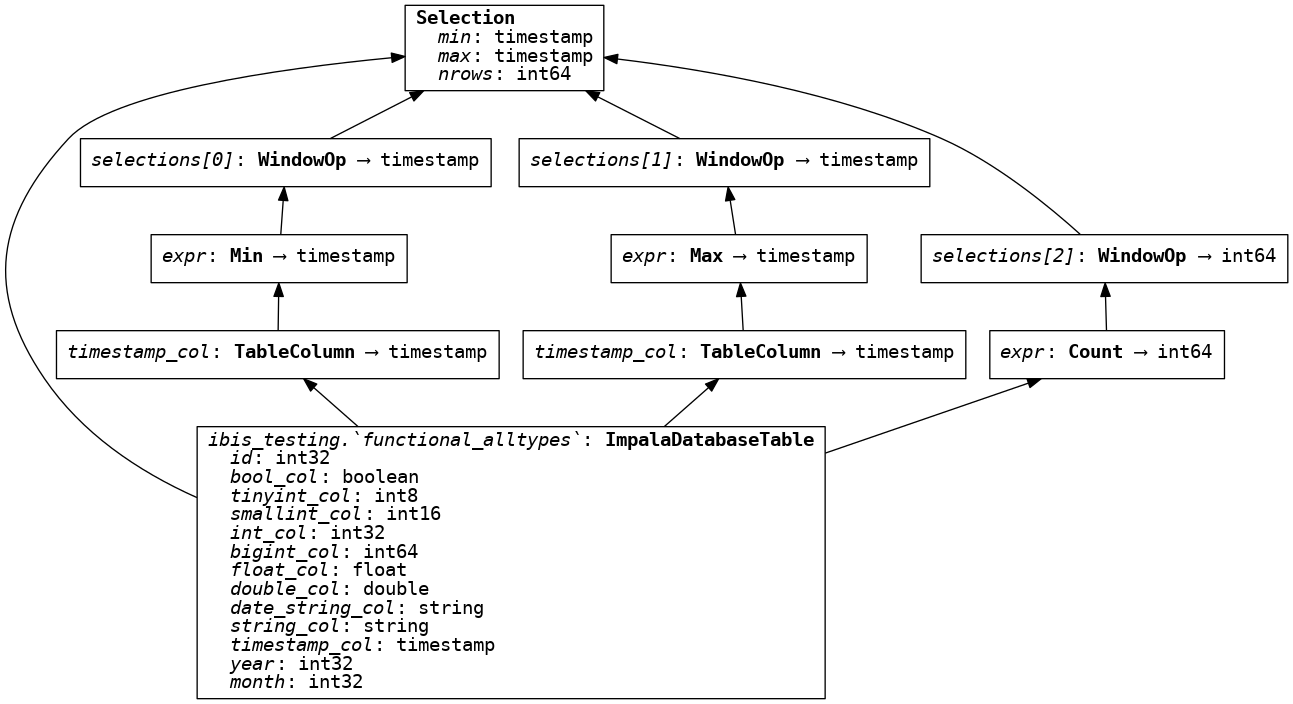 Selection
min: timestamp
max: timestamp
nrows: int64
selections[0]: WindowOp → timestamp
selections[1]: WindowOp → timestamp
expr: Min → timestamp
expr: Max → timestamp
selections[2]: WindowOp → int64
timestamp_col: TableColumn → timestamp
timestamp_col: TableColumn → timestamp
expr: Count → int64
ibis_testing.`functional_alltypes`: ImpalaDatabaseTable
id: int32
bool_col: boolean
tinyint_col: int8
smallint_col: int16
int_col: int32
bigint_col: int64
float_col: float
double_col: double
date_string_col: string
string_col: string
timestamp_col: timestamp
year: int32
month: int32